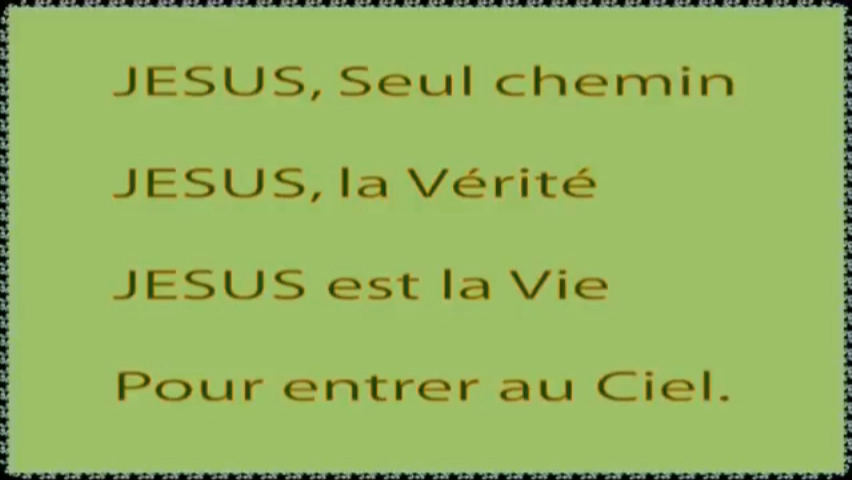 JESUS, Seul chemin
JESUS, la Vérité
JESUS est la Vie
Pour entrer au Ciel.